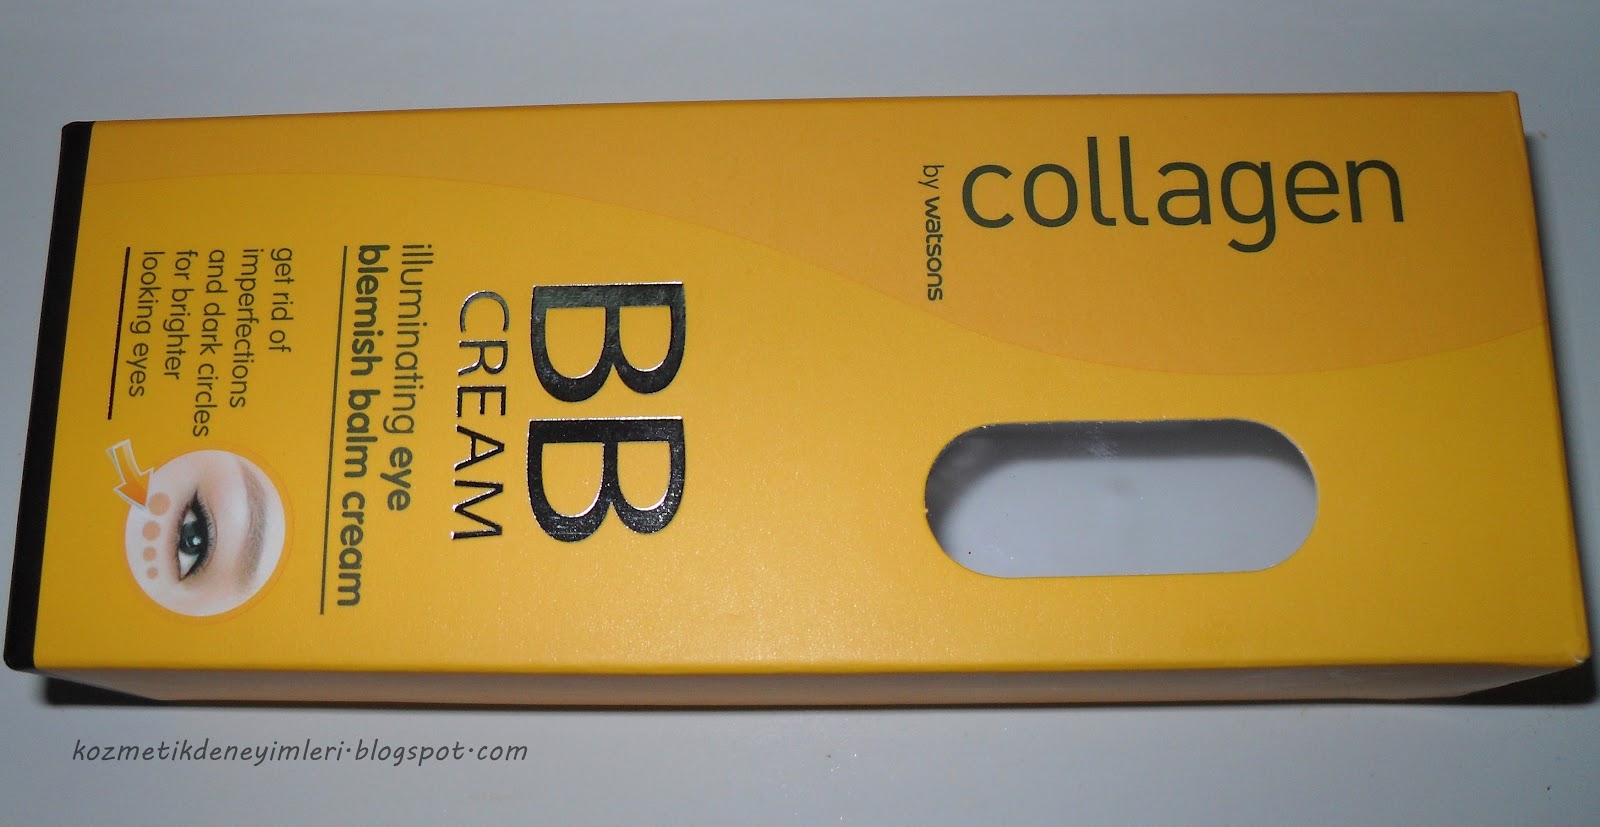 collagen
by watsons
BB
CREAM
illuminating eye
blemish balm cream
get rid of
imperfections
and dark circles
for brighter
looking eyes
kozmetikdeneyimleri.blogspot.com